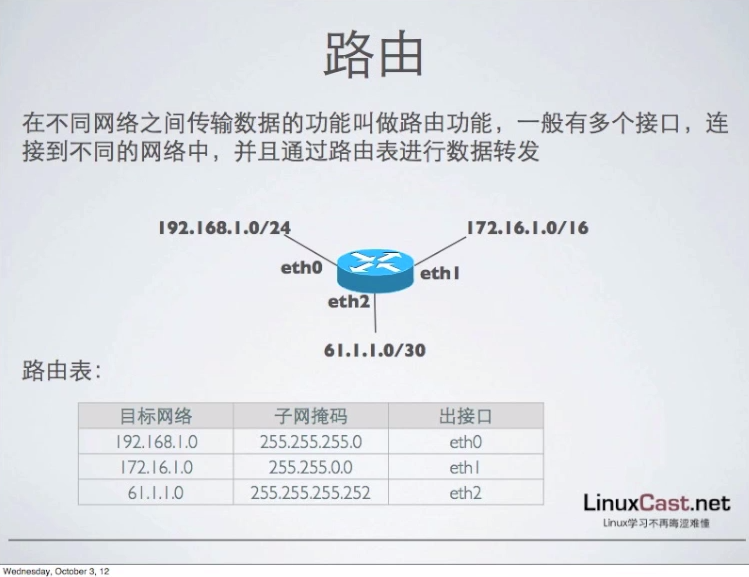 路由
在不同网络之间传输数据的功能叫做路由功能，一般有多个接口，连
接到不同的网络中，并且通过路由表进行数据转发
192.168.1.0/24
172.16.1.0/16
eth0
eth1
eth2
61.1.1.0/30
路由表：
目标网络 子网掩码 出接口
192.168.1.0 255.255.255.0 eth0
172.16.1.0 255.255.0.0 eth1
61.1.1.0 255.255.255.252 eth2
LinuxCast.net
Linux学习不再晦涩难懂
Wednesday, October 3, 12